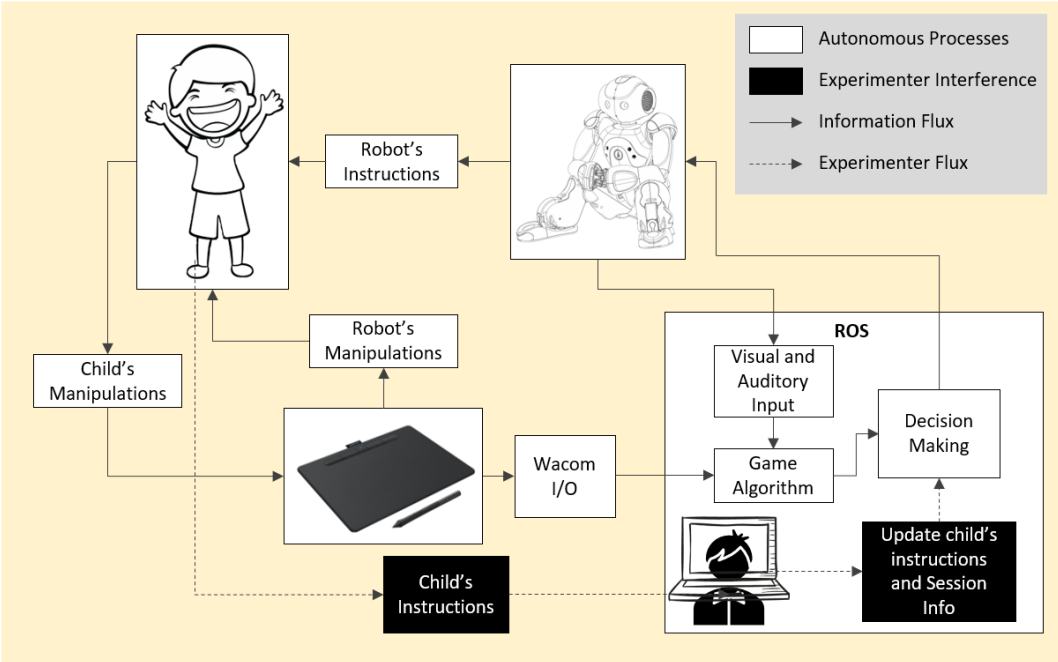 Autonomous Processes
Experimenter Interference
Information Flux
Experimenter Flux
Robot's
Instructions
Robot's
Manipulations
Child's
Manipulations
ROS
Visual and
Auditory
Input
Decision
Making
Wacom
I/O
Game
Algorithm
Child's
Instructions
Update child's
instructions
and Session
Info